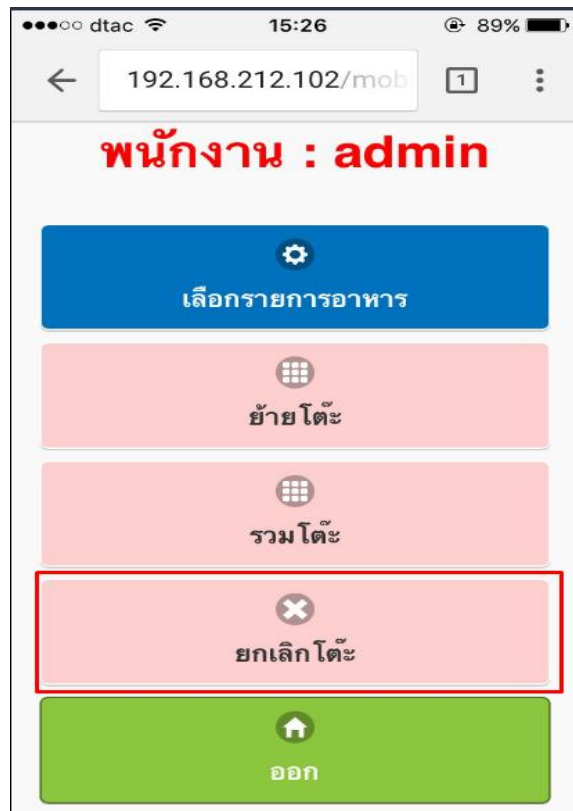 dtac 15:26 89%
192.168.212.102/mob 1
พนักงาน : admin
เลือกรายการอาหาร
ย้ายโต๊ะ
รวมโต๊ะ
ยกเลิกโต๊ะ
ออก